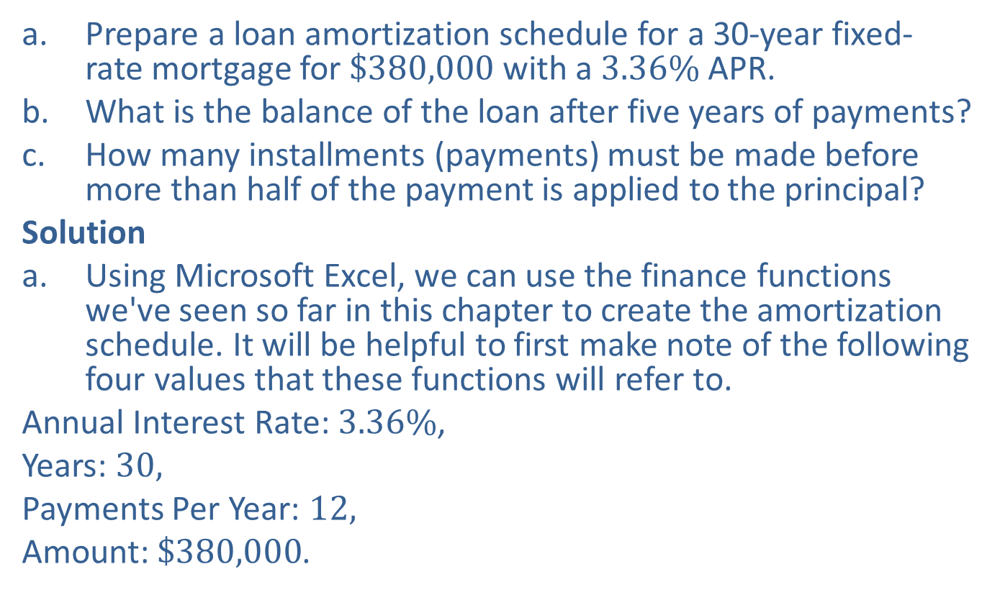 a. Prepare a loan amortization schedule for a 30-year fixed-
rate mortgage for $380,000 with a 3.36% APR.
b. What is the balance of the loan after five years of payments?
c. How many installments (payments) must be made before
more than half of the payment is applied to the principal?
Solution
a. Using Microsoft Excel, we can use the finance functions
we've seen so far in this chapter to create the amortization
schedule. It will be helpful to first make note of the following
four values that these functions will refer to.
Annual Interest Rate: 3.36%,
Years: 30,
Payments Per Year: 12,
Amount: $380,000.